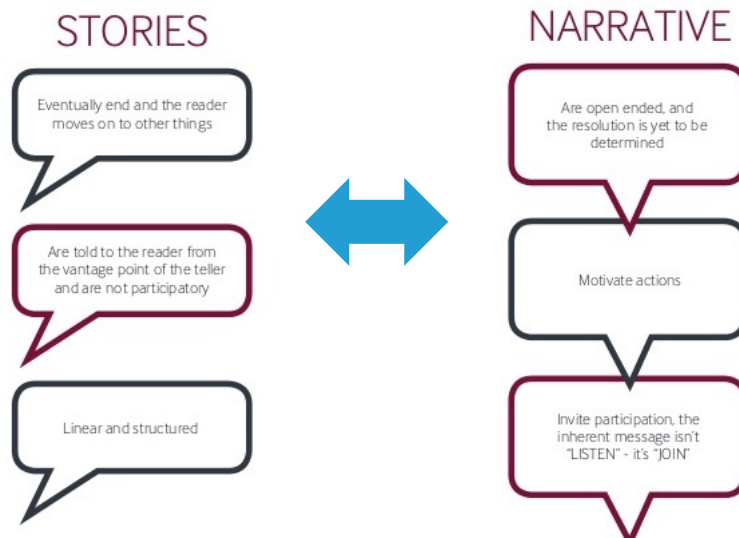 STORIES
Eventually end and the reader
moves on to other things
Are told to the reader from
the vantage point of the teller
and are not participatory
Linear and structured
NARRATIVE
Are open ended, and
the resolution is yet to be
determined
Motivate actions
Invite participation, the
inherent message isn't
"LISTEN" - it's "JOIN"